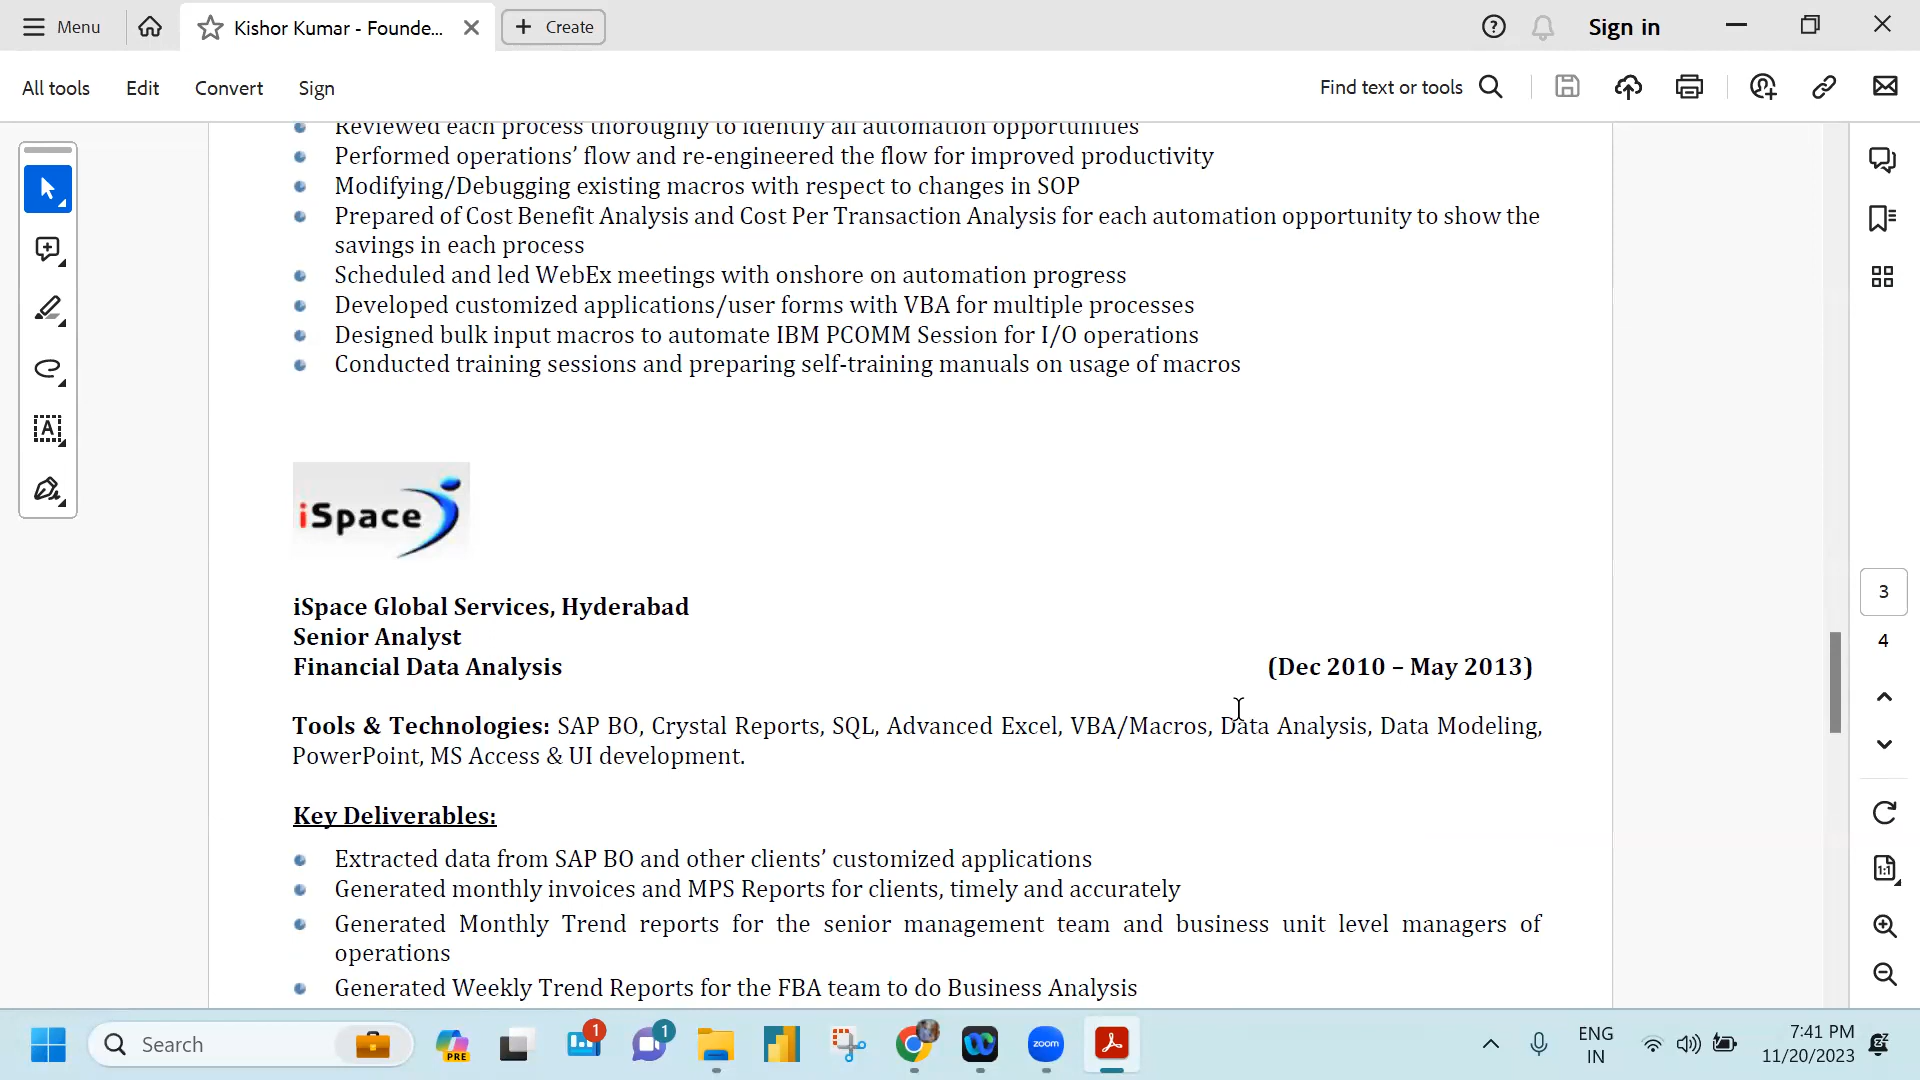 Menu
Kishor Kumar - Founde...
Create
Sign in
All tools
Edit
Convert
Sign
Find text or tools
Reviewed each process thoroughly to identify all automation opportunities
Performed operations’ flow and re-engineered the flow for improved productivity
Modifying/Debugging existing macros with respect to changes in SOP
Prepared of Cost Benefit Analysis and Cost Per Transaction Analysis for each automation opportunity to show the
savings in each process
Scheduled and led WebEx meetings with onshore on automation progress
Developed customized applications/user forms with VBA for multiple processes
Designed bulk input macros to automate IBM PCOMM Session for I/O operations
Conducted training sessions and preparing self-training manuals on usage of macros
iSpace
iSpace Global Services, Hyderabad
Senior Analyst
Financial Data Analysis (Dec 2010 – May 2013)
Tools & Technologies: SAP BO, Crystal Reports, SQL, Advanced Excel, VBA/Macros, Data Analysis, Data Modeling,
PowerPoint, MS Access & UI development.
Key Deliverables:
Extracted data from SAP BO and other clients’ customized applications
Generated monthly invoices and MPS Reports for clients, timely and accurately
Generated Monthly Trend reports for the senior management team and business unit level managers of
operations
Generated Weekly Trend Reports for the FBA team to do Business Analysis
3
4
1:1
Search
PRE
1
1
zoom
ENG
IN
7:41 PM
11/20/2023